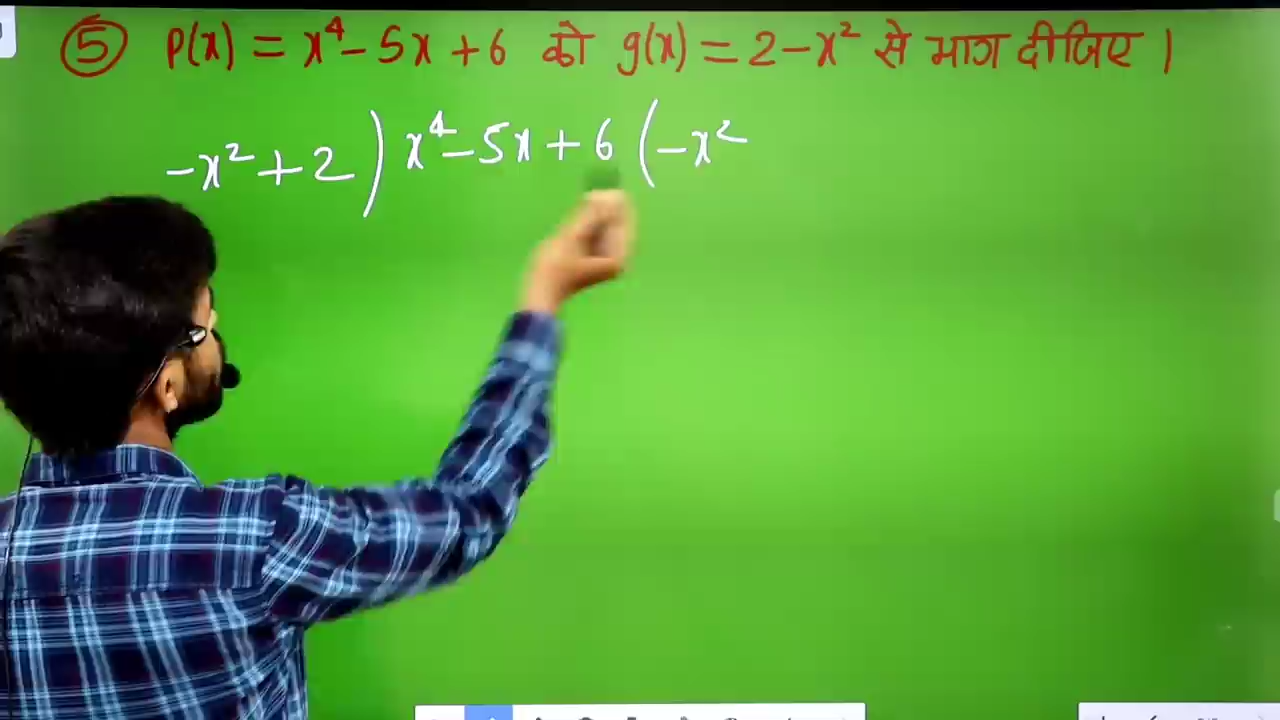 ⑤ P(x) = x⁴ - 5x + 6 को g(x) = 2 - x² से भाग दीजिए ।
-x² + 2 ) x⁴ - 5x + 6 ( -x²